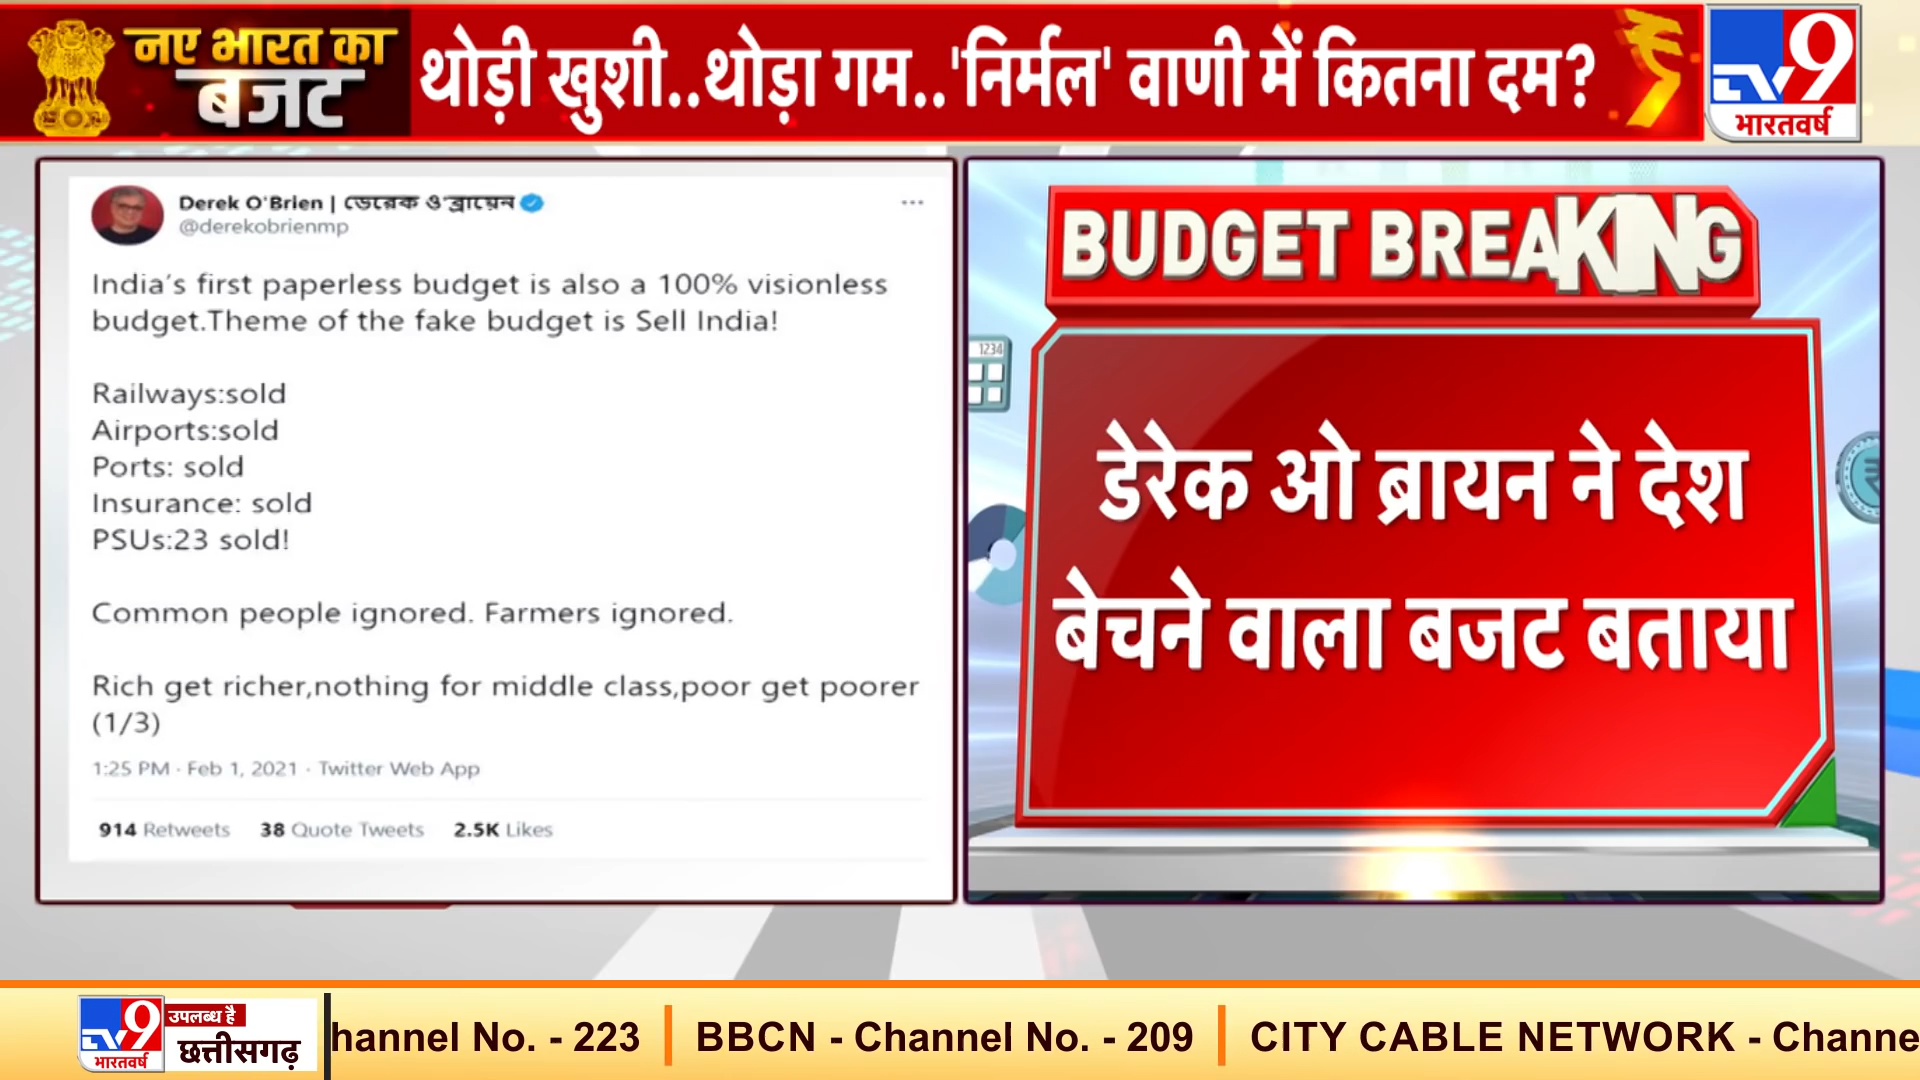 नए भारत का
बजट
थोड़ी खुशी..थोड़ा गम..'निर्मल' वाणी में कितना दम?
TV9
भारतवर्ष
Derek O'Brien | ডেরেক ও'ব্রায়েন
@derekobrienmp
India's first paperless budget is also a 100% visionless
budget.Theme of the fake budget is Sell India!
Railways:sold
Airports:sold
Ports: sold
Insurance: sold
PSUs:23 sold!
Common people ignored. Farmers ignored.
Rich get richer,nothing for middle class,poor get poorer
(1/3)
1:25 PM · Feb 1, 2021 · Twitter Web App
914 Retweets 38 Quote Tweets 2.5K Likes
BUDGET BREAKING
1234
डेरेक ओ ब्रायन ने देश
बेचने वाला बजट बताया
TV9
भारतवर्ष
उपलब्ध है
छत्तीसगढ़
hannel No. - 223 | BBCN - Channel No. - 209 | CITY CABLE NETWORK - Channe